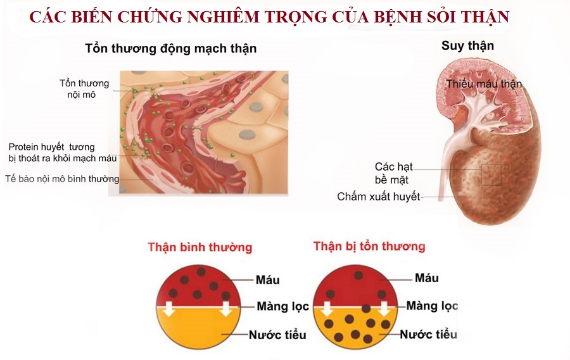 CÁC BIẾN CHỨNG NGHIÊM TRỌNG CỦA BỆNH SỎI THẬN
Tổn thương động mạch thận
Tổn thương
nội mô
Protein huyết tương
bị thoát ra khỏi mạch máu
Tế bào nội mô bình thường
Suy thận
Thiếu máu thận
Các hạt
bề mặt
Chấm xuất huyết
Thận bình thường
Máu
Màng lọc
Nước tiểu
Thận bị tổn thương
Máu
Màng lọc
Nước tiểu